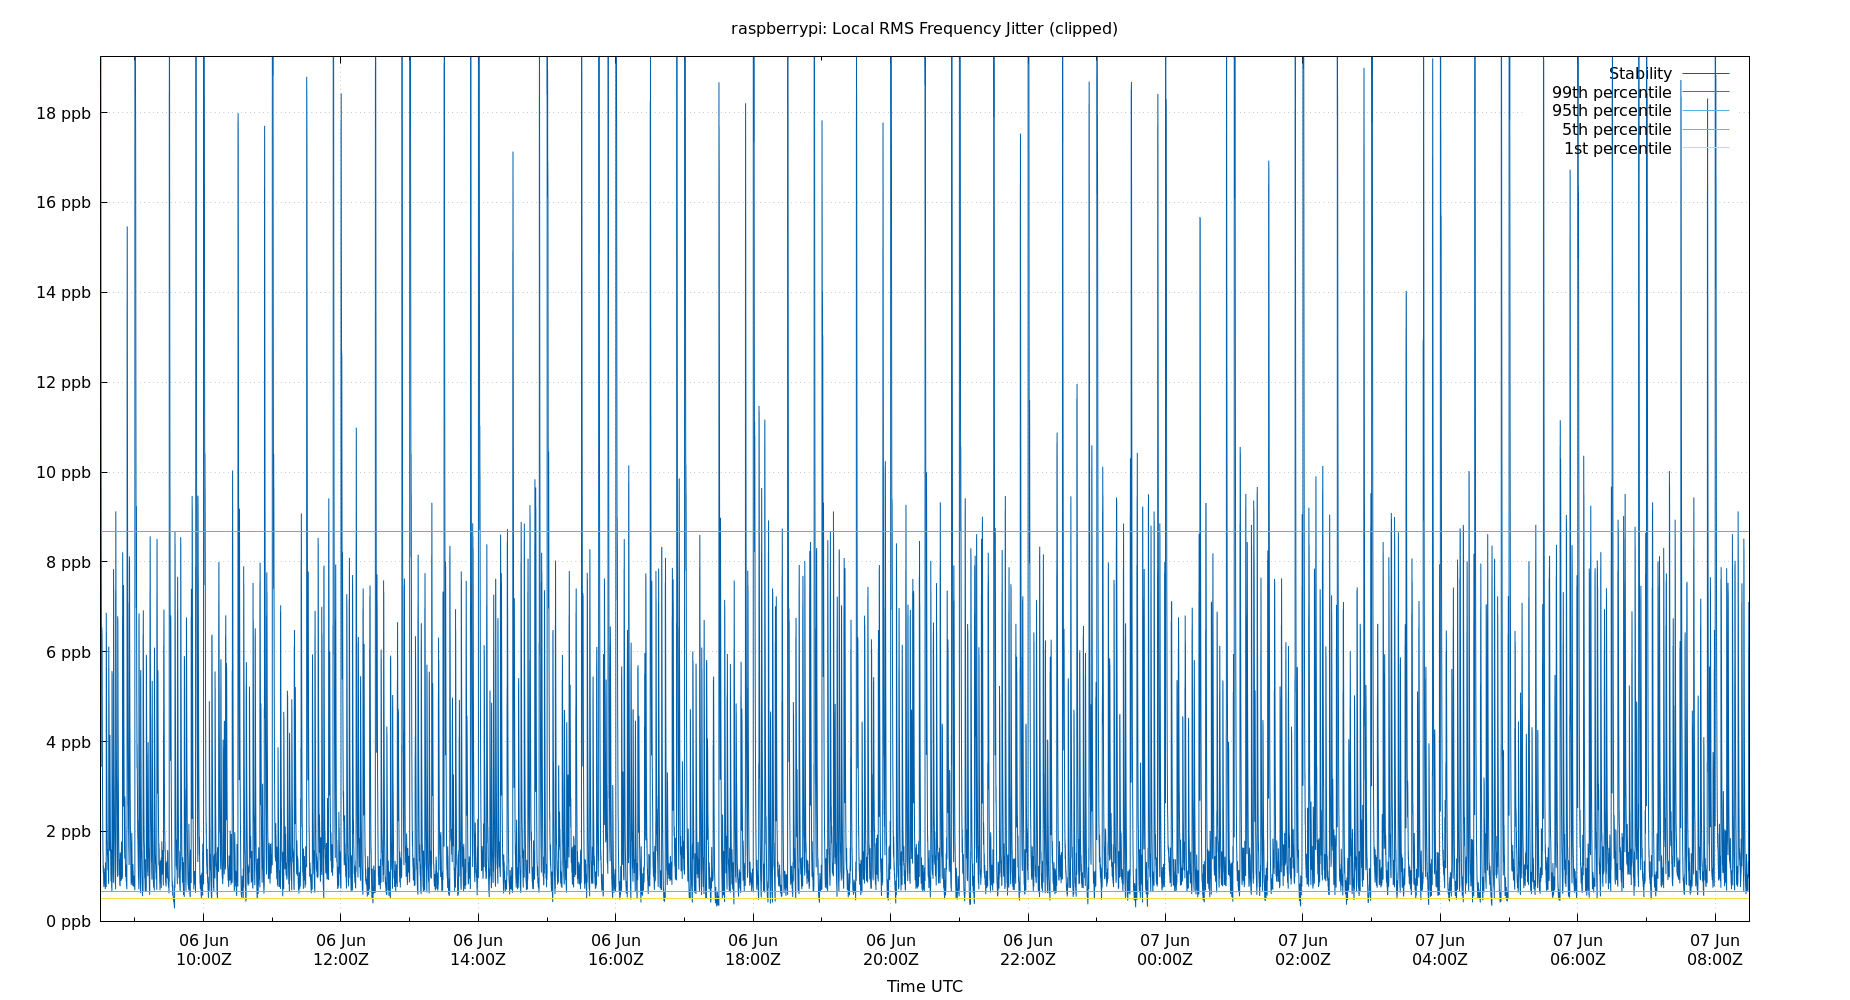 raspberrypi: Local RMS Frequency Jitter (clipped)
Stability
99th percentile
95th percentile
5th percentile
1st percentile
18 ppb
16 ppb
14 ppb
12 ppb
10 ppb
8 ppb
6 ppb
4 ppb
2 ppb
0 ppb
06 Jun 06 Jun 06 Jun 06 Jun 06 Jun 06 Jun 06 Jun 07 Jun 07 Jun 07 Jun 07 Jun 07 Jun
10:00Z 12:00Z 14:00Z 16:00Z 18:00Z 20:00Z 22:00Z 00:00Z 02:00Z 04:00Z 06:00Z 08:00Z
Time UTC